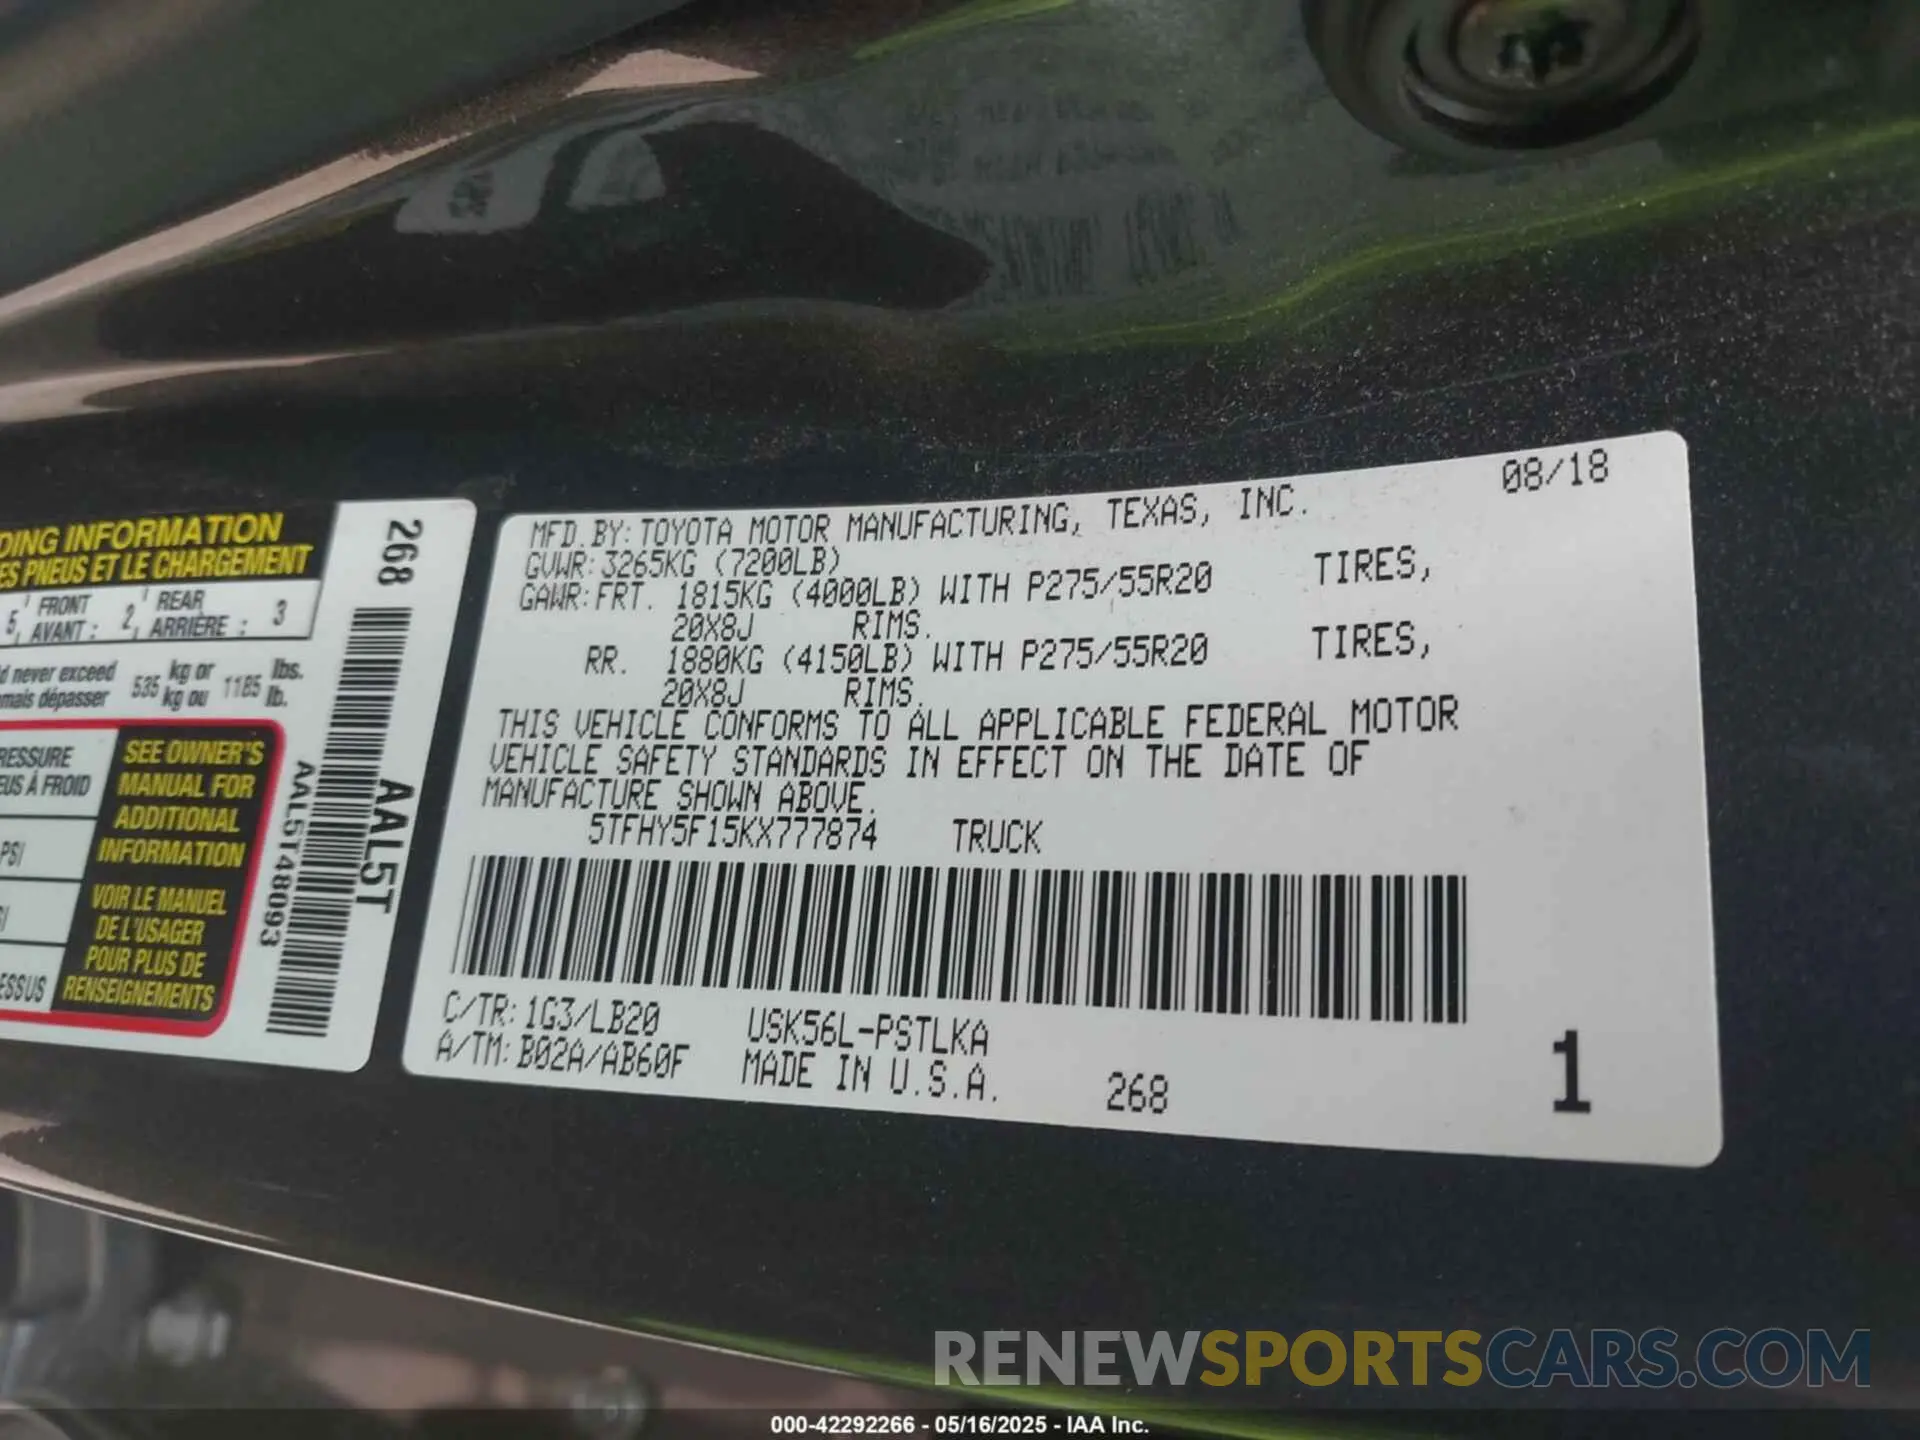 DING INFORMATION
ES PNEUS ET LE CHARGEMENT
5, FRONT AVANT : 2, REAR ARRIÈRE : 3
never exceed 535 kg or 1185 lbs.
mais dépasser kg ou lb.
RESSURE
EUS À FROID
PSI
ESSUS
SEE OWNER'S
MANUAL FOR
ADDITIONAL
INFORMATION
VOIR LE MANUEL
DE L'USAGER
POUR PLUS DE
RENSEIGNEMENTS
268
AAL5T
AAL5T48093
08/18
MFD.BY:TOYOTA MOTOR MANUFACTURING, TEXAS, INC.
GVWR:3265KG (7200LB)
GAWR:FRT. 1815KG (4000LB) WITH P275/55R20 TIRES,
20X8J RIMS.
RR. 1880KG (4150LB) WITH P275/55R20 TIRES,
20X8J RIMS.
THIS VEHICLE CONFORMS TO ALL APPLICABLE FEDERAL MOTOR
VEHICLE SAFETY STANDARDS IN EFFECT ON THE DATE OF
MANUFACTURE SHOWN ABOVE.
5TFHY5F15KX777874 TRUCK
C/TR:1G3/LB20 USK56L-PSTLKA
A/TM:B02A/AB60F MADE IN U.S.A. 268 1
RENEWSPORTSCARS.COM
000-42292266 - 05/16/2025 - IAA Inc.